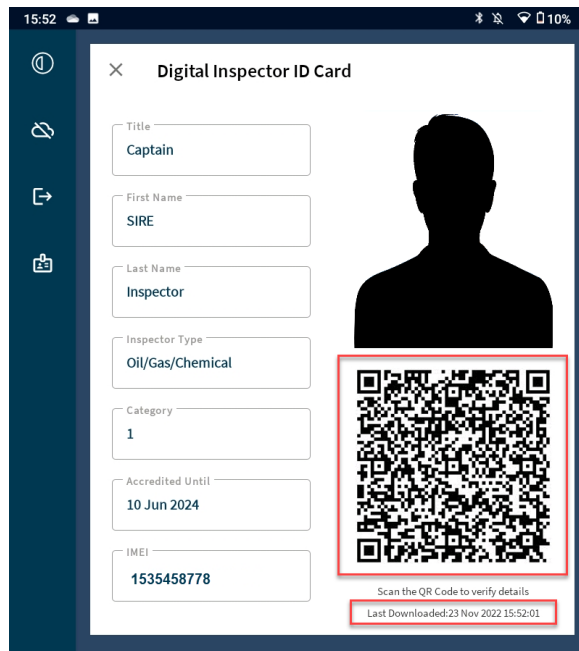 15:52
10%
Digital Inspector ID Card
Title
Captain
First Name
SIRE
Last Name
Inspector
Inspector Type
Oil/Gas/Chemical
Category
1
Accredited Until
10 Jun 2024
IMEI
1535458778
Scan the QR Code to verify details
Last Downloaded:23 Nov 2022 15:52:01